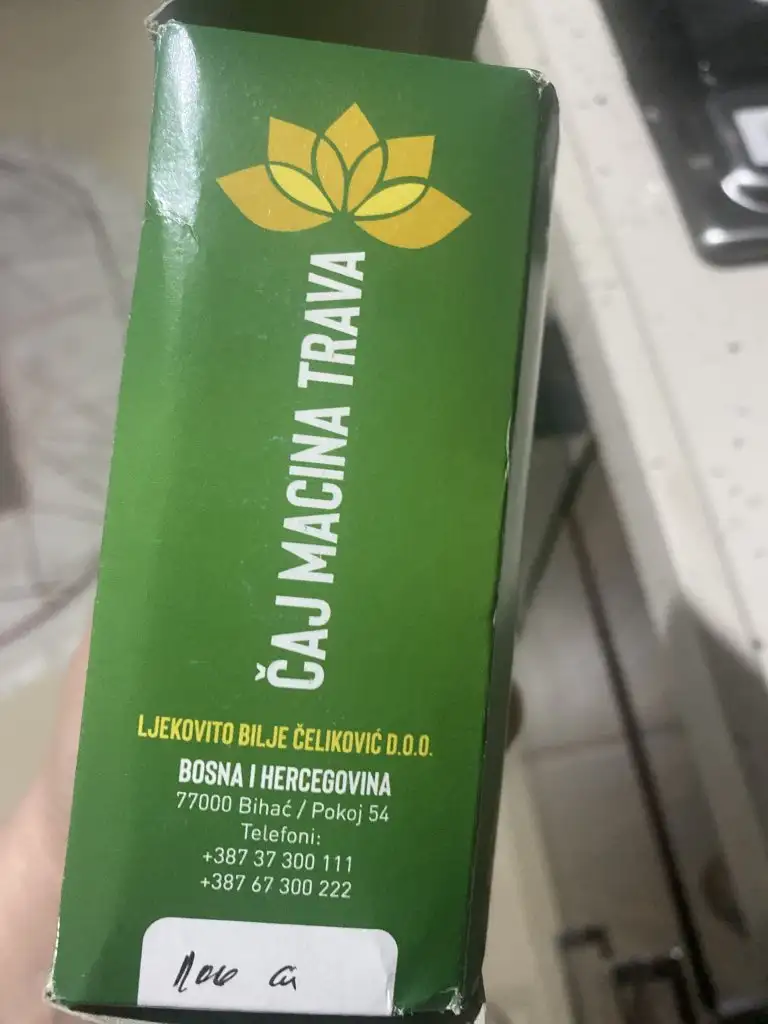 ČAJ MACINA TRAVA
LJEKOVITO BILJE ČELIKOVIĆ D.O.O.
BOSNA I HERCEGOVINA
77000 Bihać / Pokoj 54
Telefoni:
+387 37 300 111
+387 67 300 222